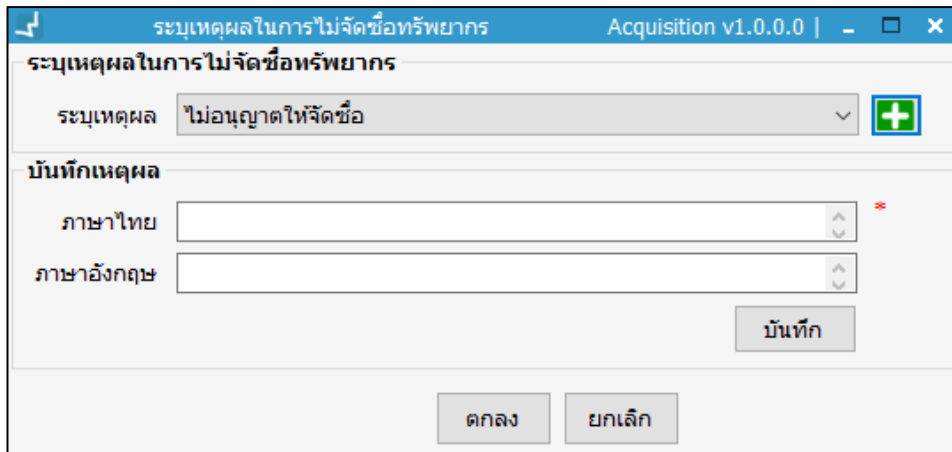 ระบุเหตุผลในการไม่จัดซื้อทรัพยากร Acquisition v1.0.0.0 |
ระบุเหตุผลในการไม่จัดซื้อทรัพยากร
ระบุเหตุผล ไม่อนุญาตให้จัดซื้อ
บันทึกเหตุผล
ภาษาไทย *
ภาษาอังกฤษ
บันทึก
ตกลง ยกเลิก